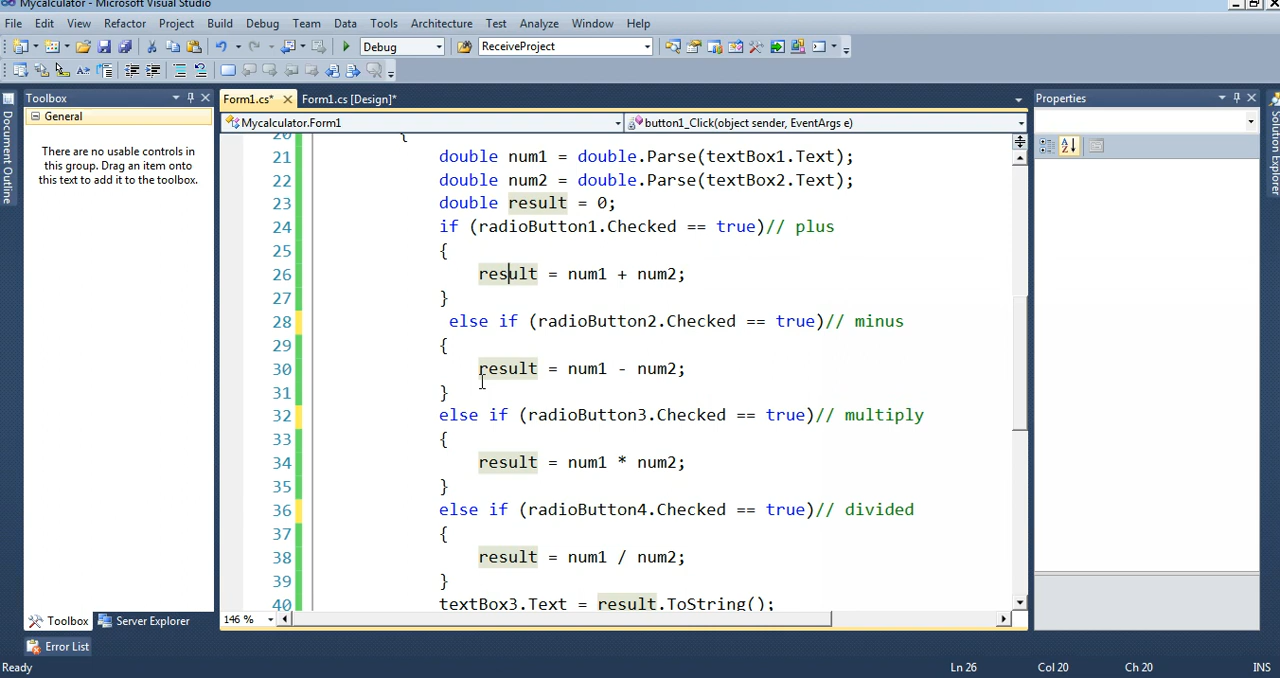 Mycalculator - Microsoft Visual Studio
File Edit View Refactor Project Build Debug Team Data Tools Architecture Test Analyze Window Help
Debug ReceiveProject
Toolbox
General
There are no usable controls in
this group. Drag an item onto
this text to add it to the toolbox.
Document Outline
Form1.cs* Form1.cs [Design]*
Mycalculator.Form1 button1_Click(object sender, EventArgs e)
20 {
21 double num1 = double.Parse(textBox1.Text);
22 double num2 = double.Parse(textBox2.Text);
23 double result = 0;
24 if (radioButton1.Checked == true)// plus
25 {
26 result = num1 + num2;
27 }
28 else if (radioButton2.Checked == true)// minus
29 {
30 result = num1 - num2;
31 }
32 else if (radioButton3.Checked == true)// multiply
33 {
34 result = num1 * num2;
35 }
36 else if (radioButton4.Checked == true)// divided
37 {
38 result = num1 / num2;
39 }
40 textBox3.Text = result.ToString();
146 %
Properties
Solution Explorer
Toolbox Server Explorer
Error List
Ready Ln 26 Col 20 Ch 20 INS